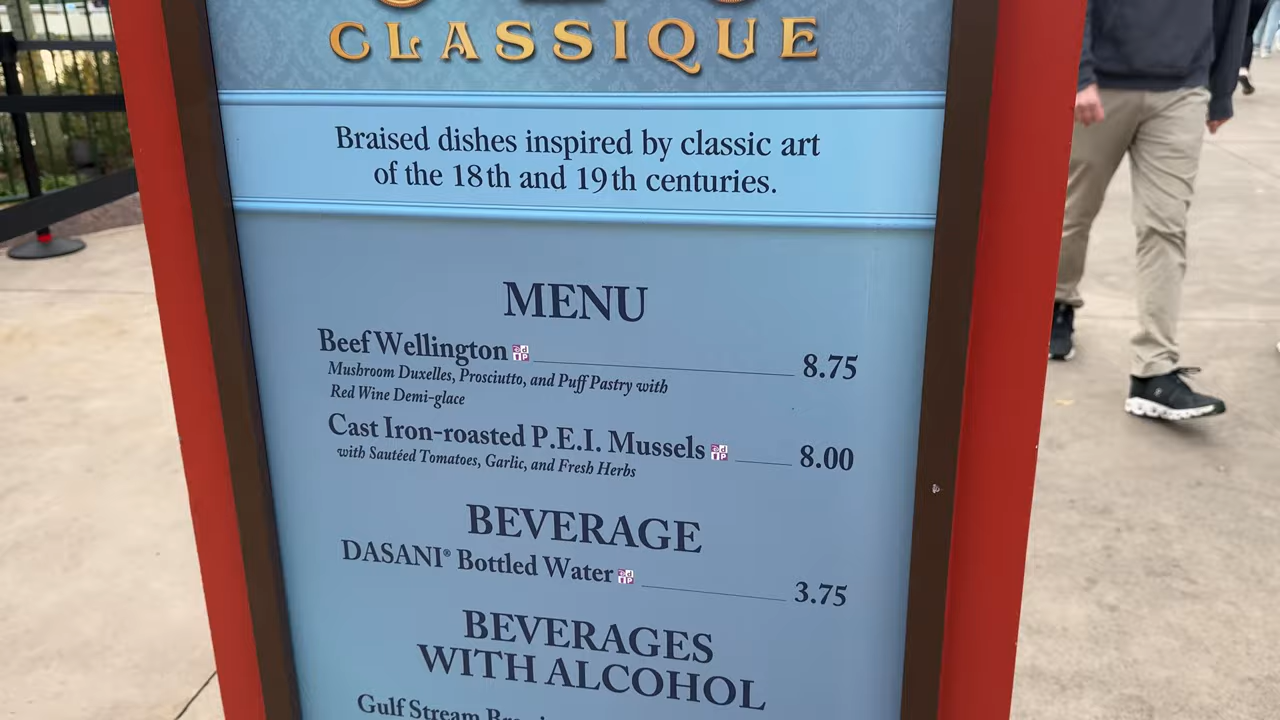 CLASSIQUE
Braised dishes inspired by classic art
of the 18th and 19th centuries.
MENU
Beef Wellington 8.75
Mushroom Duxelles, Prosciutto, and Puff Pastry with
Red Wine Demi-glace
Cast Iron-roasted P.E.I. Mussels 8.00
with Sautéed Tomatoes, Garlic, and Fresh Herbs
BEVERAGE
DASANI® Bottled Water 3.75
BEVERAGES
WITH ALCOHOL
Gulf Stream